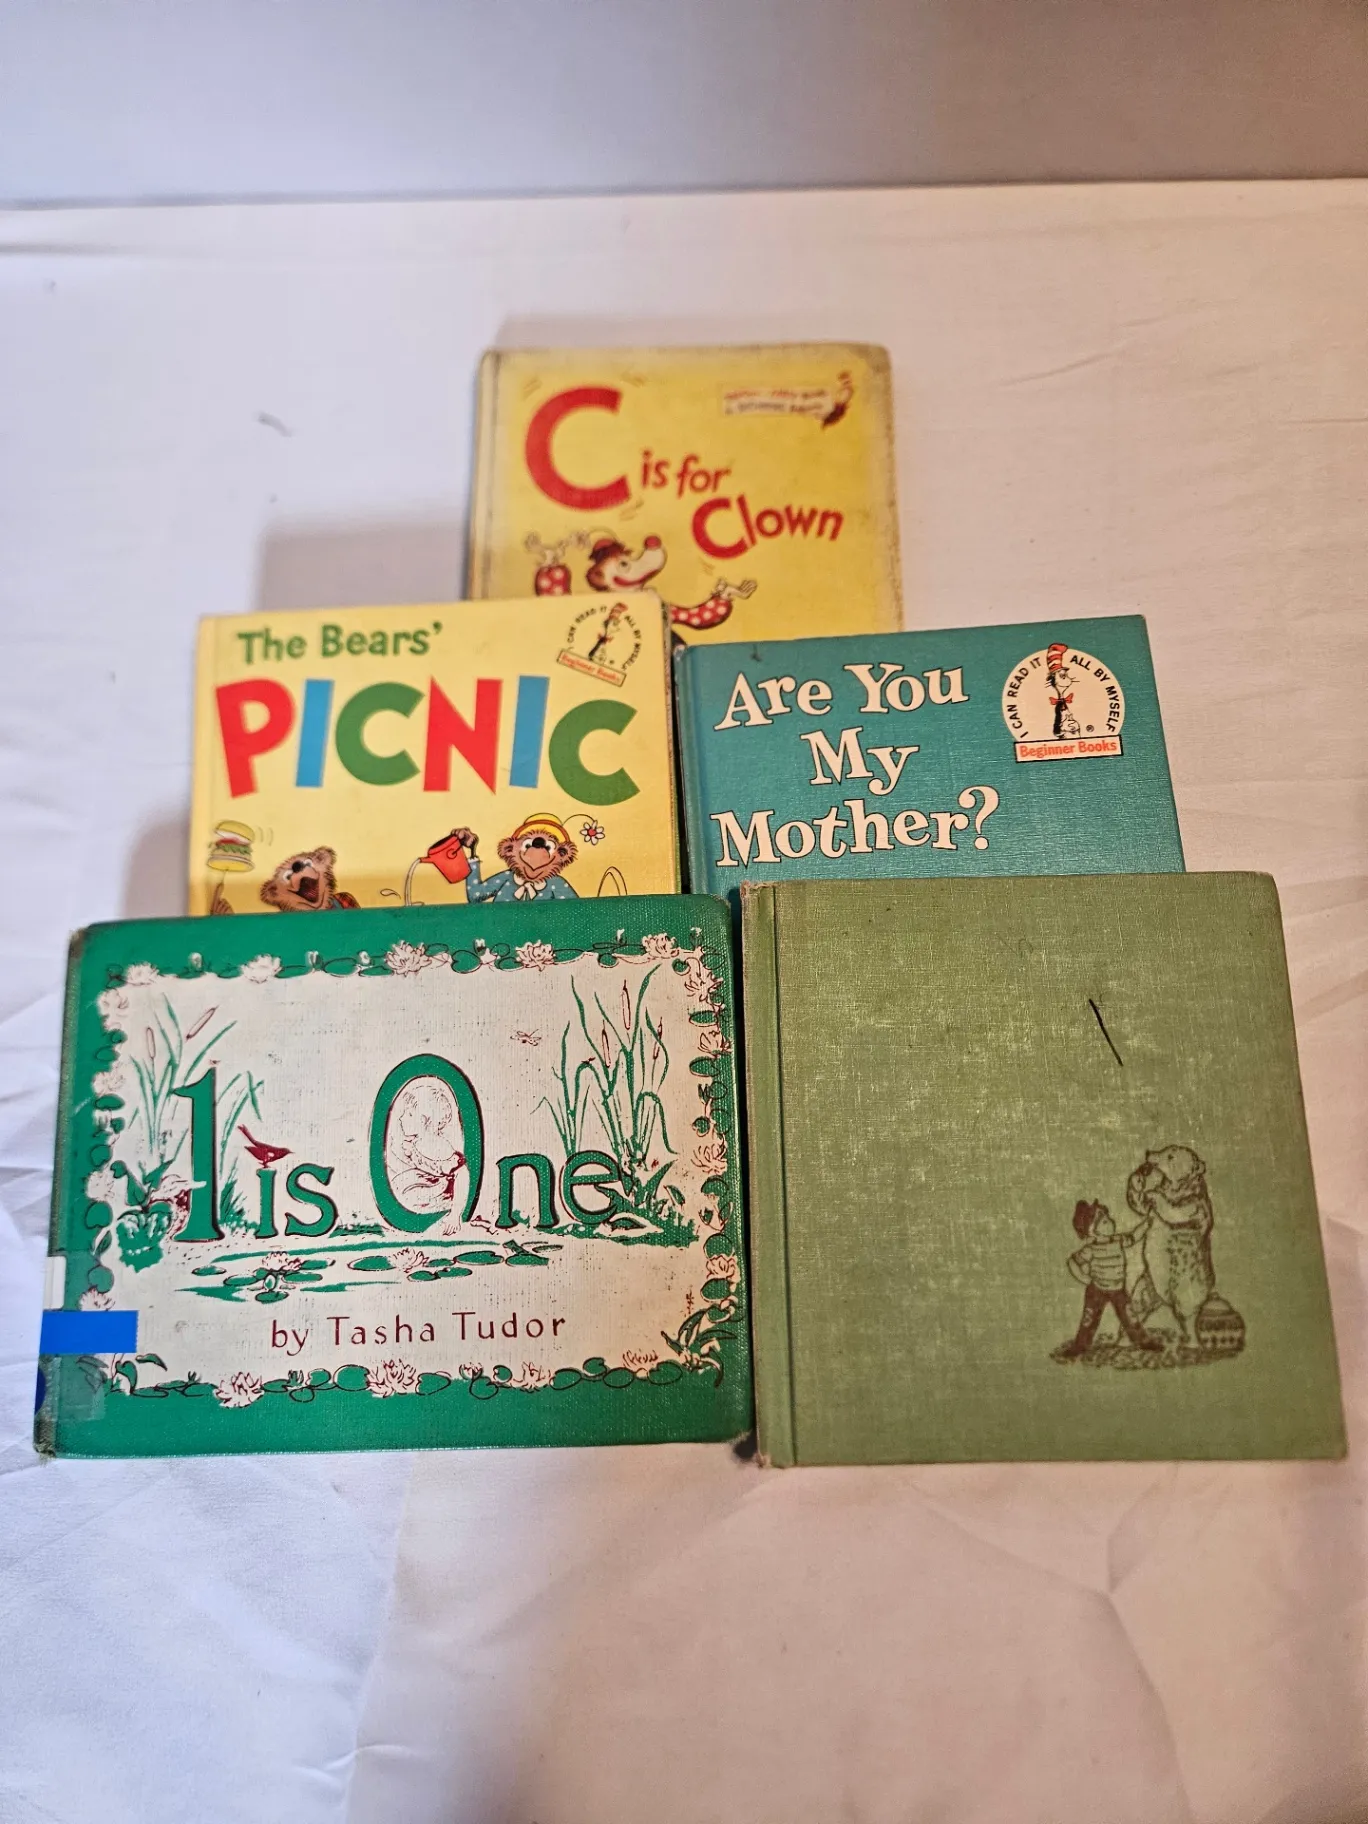 C is for
Clown
The Bears'
PICNIC
I CAN READ IT ALL BY MYSELF
Beginner Books
Are You
My
Mother?
I CAN READ IT ALL BY MYSELF
®
Beginner Books
1 is One
by Tasha Tudor